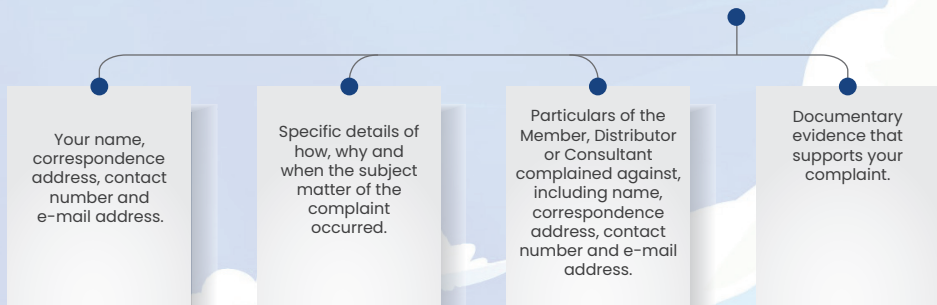 Your name,
correspondence
address, contact
number and
e-mail address.
Specific details of
how, why and
when the subject
matter of the
complaint
occurred.
Particulars of the
Member, Distributor
or Consultant
complained against,
including name,
correspondence
address, contact
number and e-mail
address.
Documentary
evidence that
supports your
complaint.